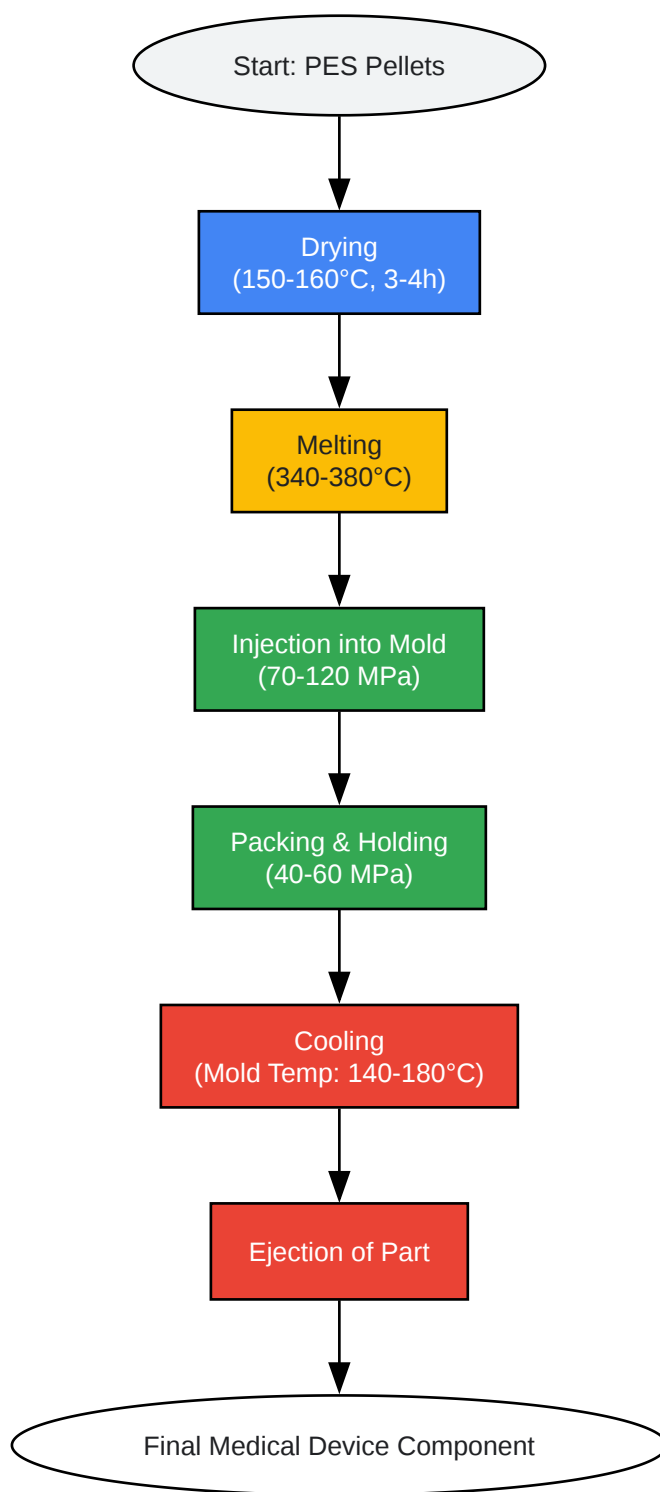 Start: PES Pellets
Drying
(150-160°C, 3-4h)
Melting
(340-380°C)
Injection into Mold
(70-120 MPa)
Packing & Holding
(40-60 MPa)
Cooling
(Mold Temp: 140-180°C)
Ejection of Part
Final Medical Device Component